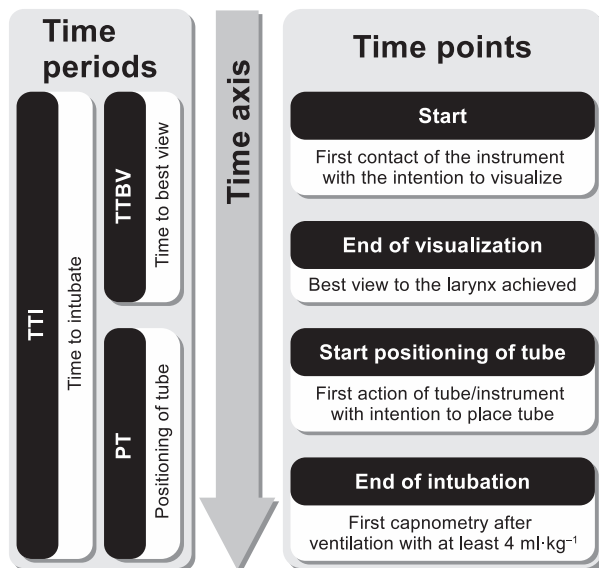 Time
periods
TTI
Time to intubate
TTBV
Time to best view
PT
Positioning of tube
Time axis
Time points
Start
First contact of the instrument
with the intention to visualize
End of visualization
Best view to the larynx achieved
Start positioning of tube
First action of tube/instrument
with intention to place tube
End of intubation
First capnometry after
ventilation with at least 4 ml·kg⁻¹